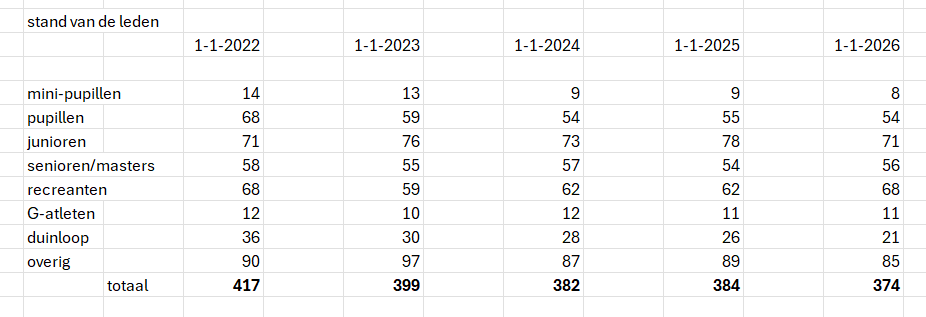 stand van de leden
1-1-2022 1-1-2023 1-1-2024 1-1-2025 1-1-2026
mini-pupillen 14 13 9 9 8
pupillen 68 59 54 55 54
junioren 71 76 73 78 71
senioren/masters 58 55 57 54 56
recreanten 68 59 62 62 68
G-atleten 12 10 12 11 11
duinloop 36 30 28 26 21
overig 90 97 87 89 85
totaal 417 399 382 384 374